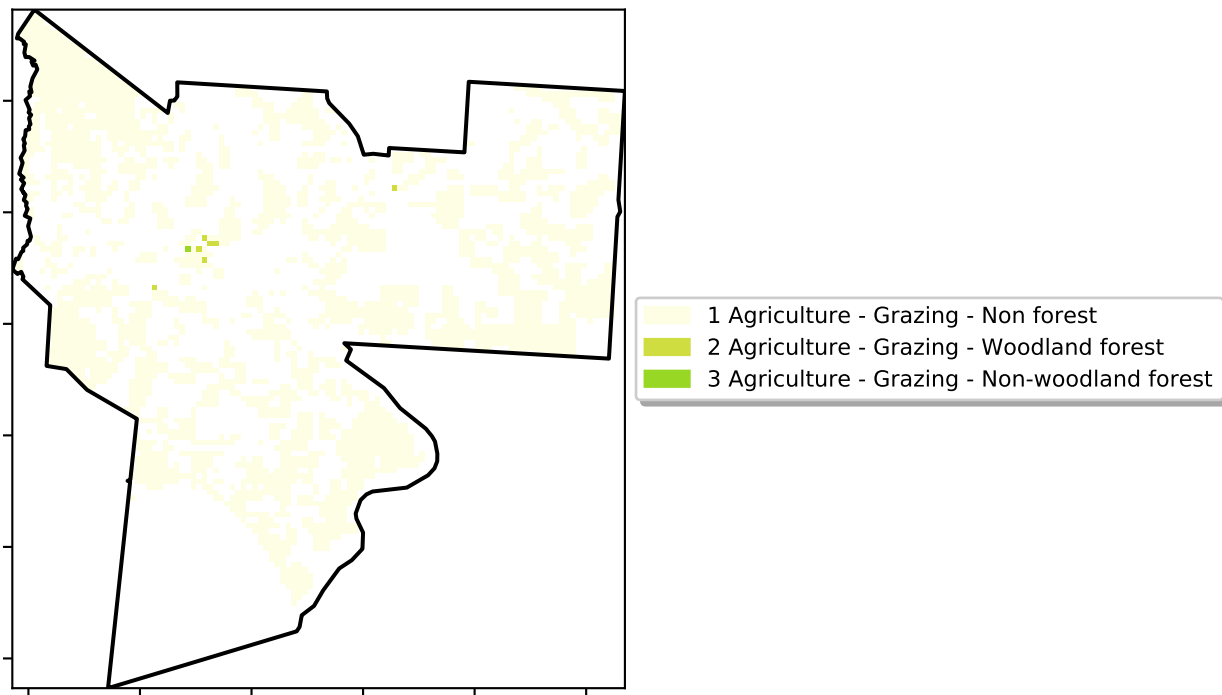 1 Agriculture - Grazing - Non forest
2 Agriculture - Grazing - Woodland forest
3 Agriculture - Grazing - Non-woodland forest